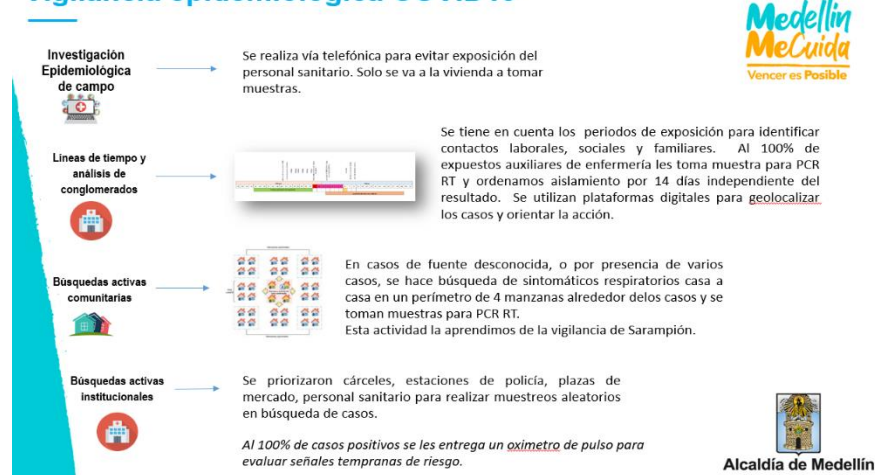 Investigación
Epidemiológica
de campo
Se realiza vía telefónica para evitar exposición del
personal sanitario. Solo se va a la vivienda a tomar
muestras.
Medellín
MeCuida
Vencer es Posible
Líneas de tiempo y
análisis de
conglomerados
Se tiene en cuenta los periodos de exposición para identificar
contactos laborales, sociales y familiares. Al 100% de
expuestos auxiliares de enfermería les toma muestra para PCR
RT y ordenamos aislamiento por 14 días independiente del
resultado. Se utilizan plataformas digitales para geolocalizar
los casos y orientar la acción.
Búsquedas activas
comunitarias
En casos de fuente desconocida, o por presencia de varios
casos, se hace búsqueda de sintomáticos respiratorios casa a
casa en un perímetro de 4 manzanas alrededor delos casos y se
toman muestras para PCR RT.
Esta actividad la aprendimos de la vigilancia de Sarampión.
Búsquedas activas
institucionales
Se priorizaron cárceles, estaciones de policía, plazas de
mercado, personal sanitario para realizar muestreos aleatorios
en búsqueda de casos.
Al 100% de casos positivos se les entrega un oximetro de pulso para
evaluar señales tempranas de riesgo.
Alcaldía de Medellín